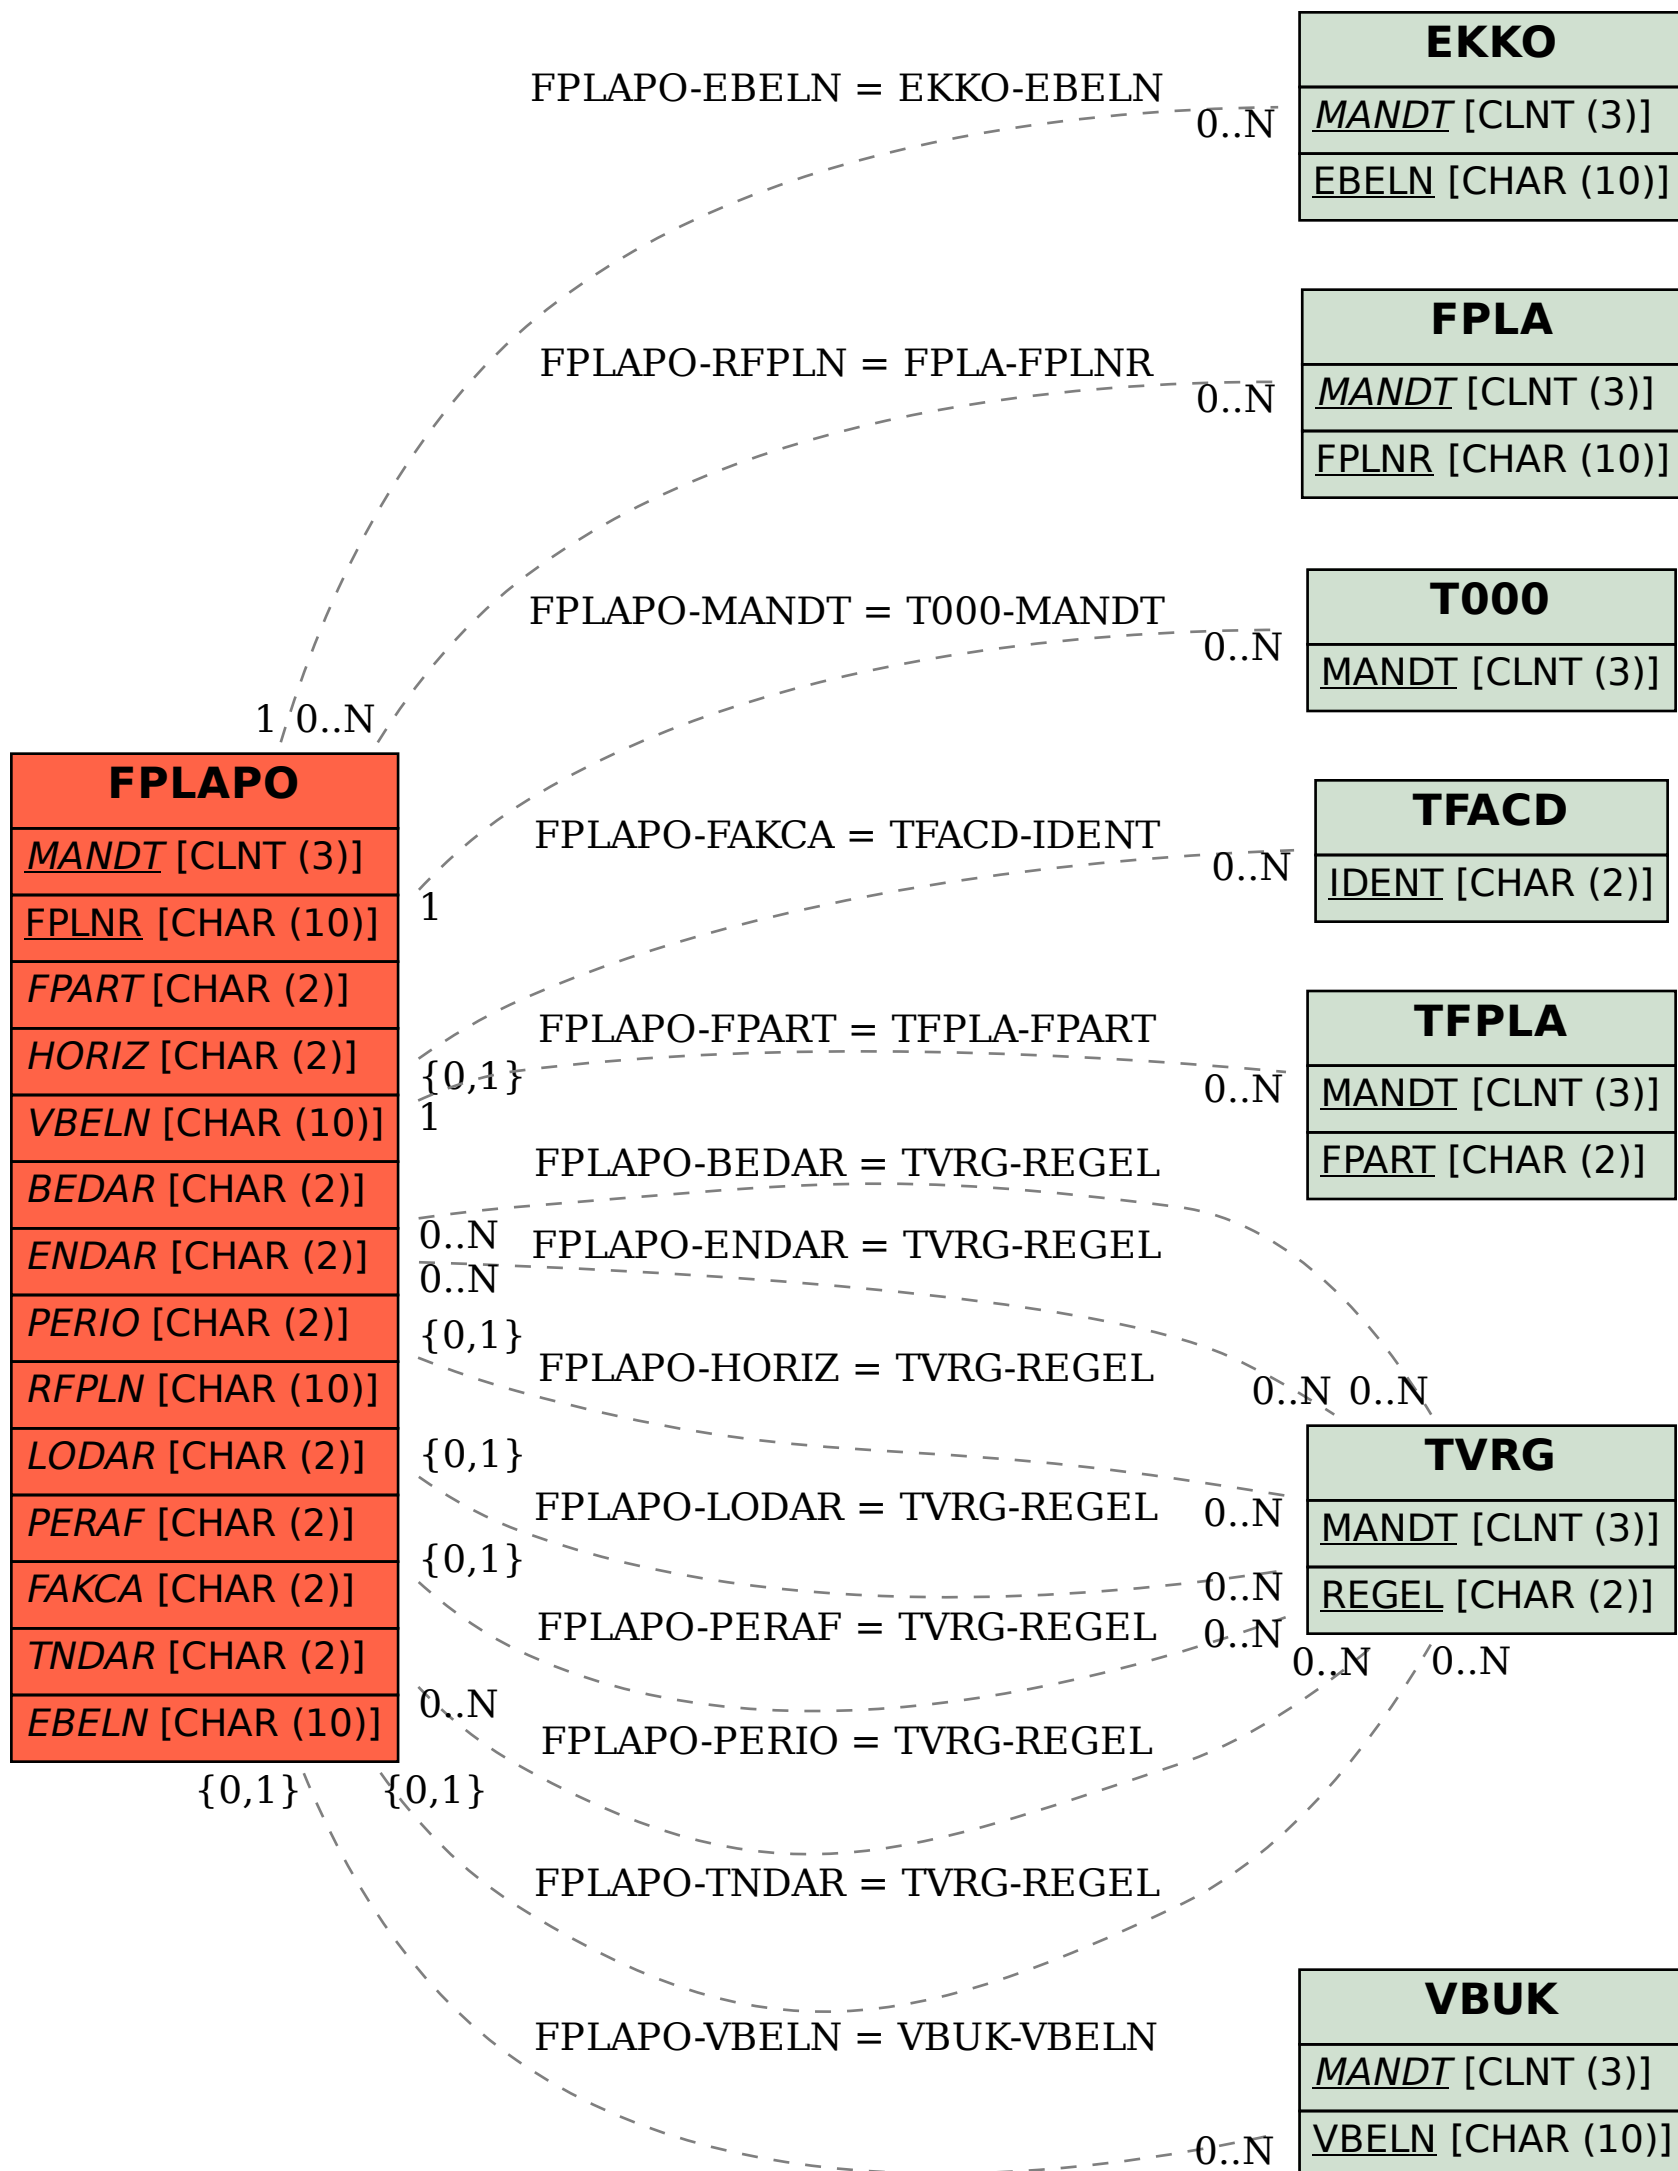 EKKO
MANDT [CLNT (3)]
EBELN [CHAR (10)]
FPLAPO-EBELN = EKKO-EBELN
0..N
FPLA
MANDT [CLNT (3)]
FPLNR [CHAR (10)]
FPLAPO-RFPLN = FPLA-FPLNR
0..N
T000
MANDT [CLNT (3)]
FPLAPO-MANDT = T000-MANDT
0..N
1 0..N
FPLAPO
MANDT [CLNT (3)]
FPLNR [CHAR (10)]
FPART [CHAR (2)]
HORIZ [CHAR (2)]
VBELN [CHAR (10)]
BEDAR [CHAR (2)]
ENDAR [CHAR (2)]
PERIO [CHAR (2)]
RFPLN [CHAR (10)]
LODAR [CHAR (2)]
PERAF [CHAR (2)]
FAKCA [CHAR (2)]
TNDAR [CHAR (2)]
EBELN [CHAR (10)]
1
FPLAPO-FAKCA = TFACD-IDENT
0..N
TFACD
IDENT [CHAR (2)]
{0,1}
FPLAPO-FPART = TFPLA-FPART
1
0..N
TFPLA
MANDT [CLNT (3)]
FPART [CHAR (2)]
FPLAPO-BEDAR = TVRG-REGEL
0..N
FPLAPO-ENDAR = TVRG-REGEL
0..N
{0,1}
FPLAPO-HORIZ = TVRG-REGEL
0..N 0..N
TVRG
MANDT [CLNT (3)]
REGEL [CHAR (2)]
{0,1}
FPLAPO-LODAR = TVRG-REGEL
0..N
{0,1}
0..N
FPLAPO-PERAF = TVRG-REGEL
0..N
0..N 0..N
0..N
FPLAPO-PERIO = TVRG-REGEL
{0,1} {0,1}
FPLAPO-TNDAR = TVRG-REGEL
FPLAPO-VBELN = VBUK-VBELN
0..N
VBUK
MANDT [CLNT (3)]
VBELN [CHAR (10)]